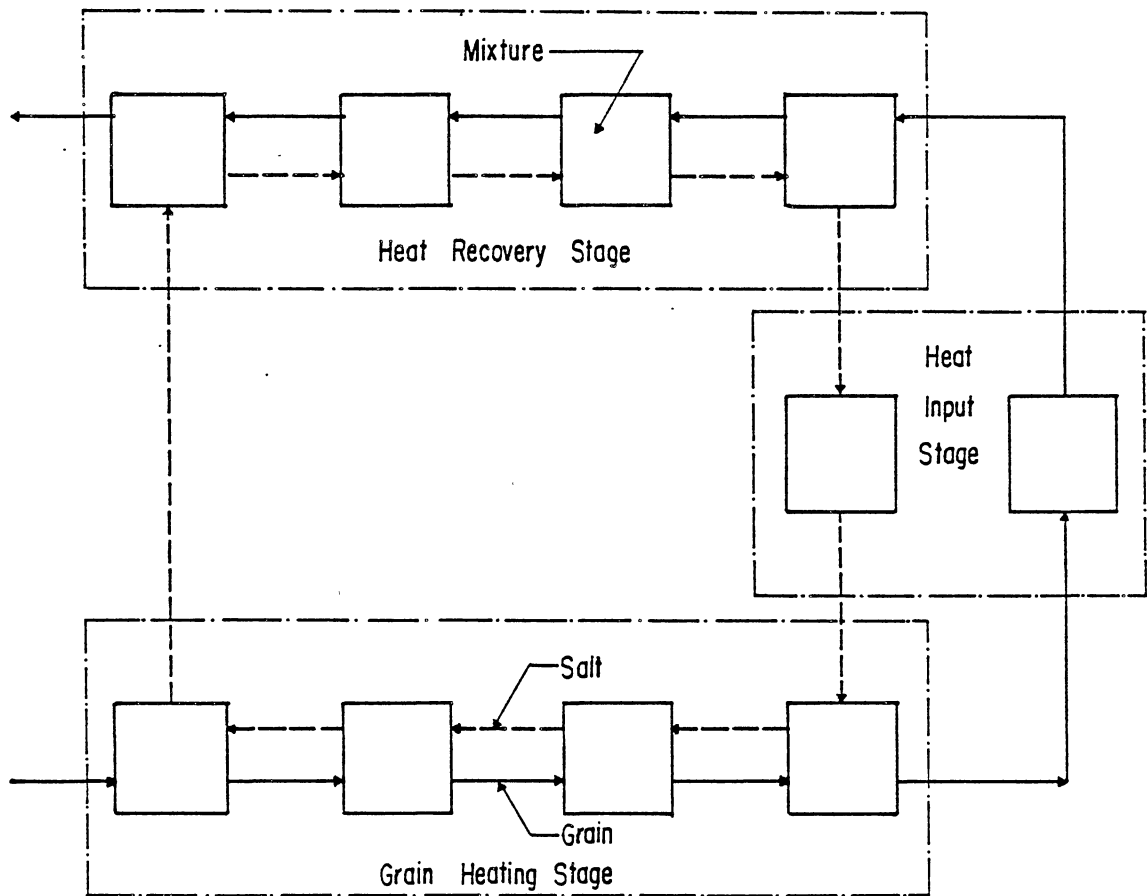 Mixture
Heat Recovery Stage
Heat
Input
Stage
Salt
Grain
Grain Heating Stage